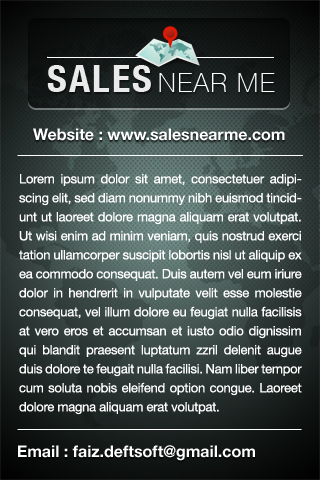 SALES NEAR ME
Website : www.salesnearme.com
Lorem ipsum dolor sit amet, consectetuer adipi-
scing elit, sed diam nonummy nibh euismod tincid-
unt ut laoreet dolore magna aliquam erat volutpat.
Ut wisi enim ad minim veniam, quis nostrud exerci
tation ullamcorper suscipit lobortis nisl ut aliquip ex
ea commodo consequat. Duis autem vel eum iriure
dolor in hendrerit in vulputate velit esse molestie
consequat, vel illum dolore eu feugiat nulla facilisis
at vero eros et accumsan et iusto odio dignissim
qui blandit praesent luptatum zzril delenit augue
duis dolore te feugait nulla facilisi. Nam liber tempor
cum soluta nobis eleifend option congue. Laoreet
dolore magna aliquam erat volutpat.
Email : faiz.deftsoft@gmail.com